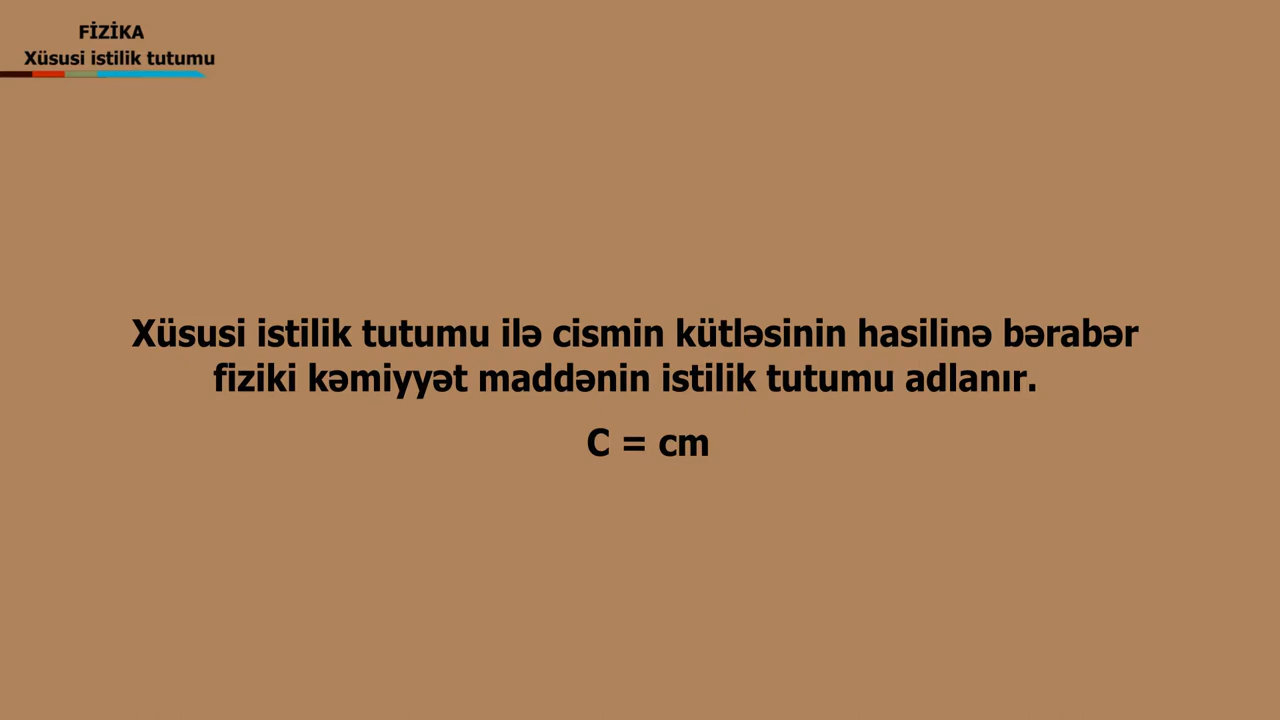 FİZİKA
Xüsusi istilik tutumu
Xüsusi istilik tutumu ilə cismin kütləsinin hasilinə bərabər
fiziki kəmiyyət maddənin istilik tutumu adlanır.
C = cm